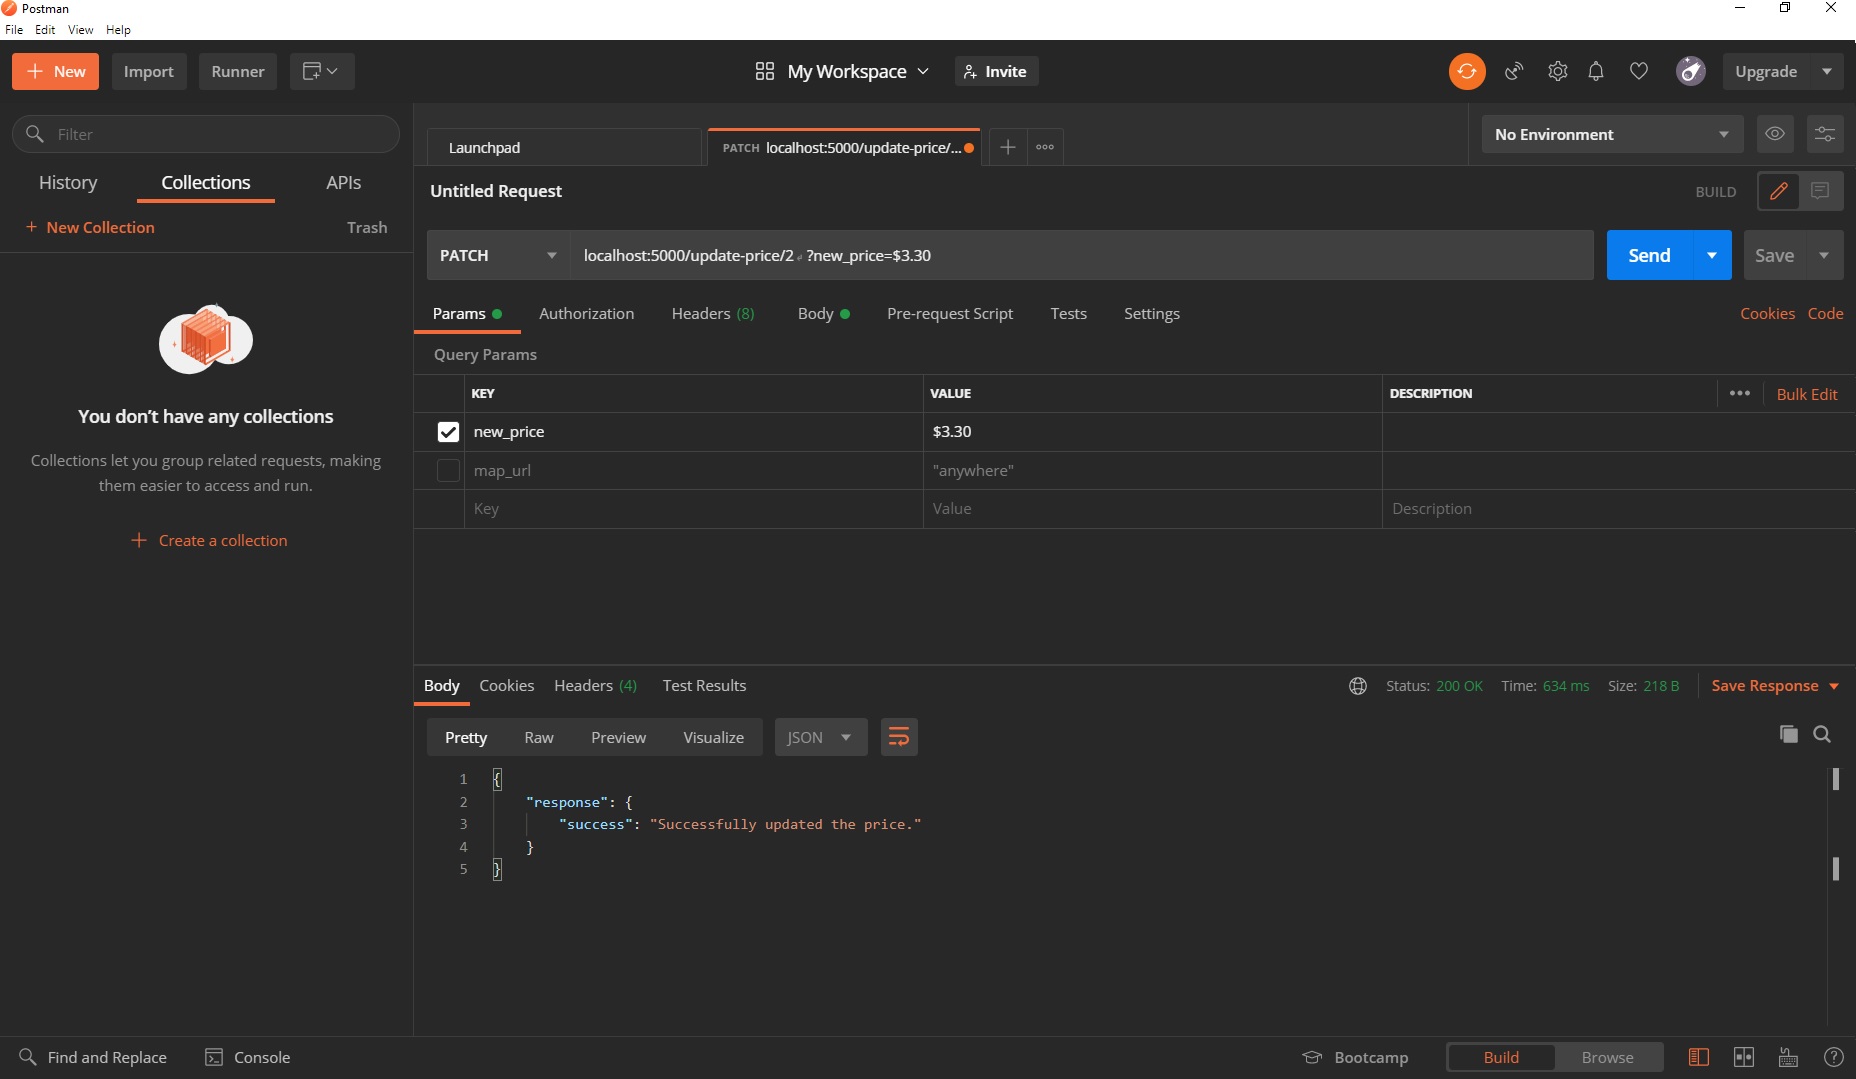 Postman
File Edit View Help
+ New Import Runner My Workspace Invite Upgrade
Filter
Launchpad PATCH localhost:5000/update-price/... + ooo No Environment
History Collections APIs
Untitled Request BUILD
+ New Collection Trash
PATCH localhost:5000/update-price/2↲ ?new_price=$3.30 Send Save
Params Authorization Headers (8) Body Pre-request Script Tests Settings Cookies Code
Query Params
KEY VALUE DESCRIPTION ••• Bulk Edit
new_price $3.30
map_url "anywhere"
Key Value Description
You don't have any collections
Collections let you group related requests, making
them easier to access and run.
+ Create a collection
Body Cookies Headers (4) Test Results Status: 200 OK Time: 634 ms Size: 218 B Save Response
Pretty Raw Preview Visualize JSON
1 {
2 "response": {
3 "success": "Successfully updated the price."
4 }
5 }
Find and Replace Console Bootcamp Build Browse ?